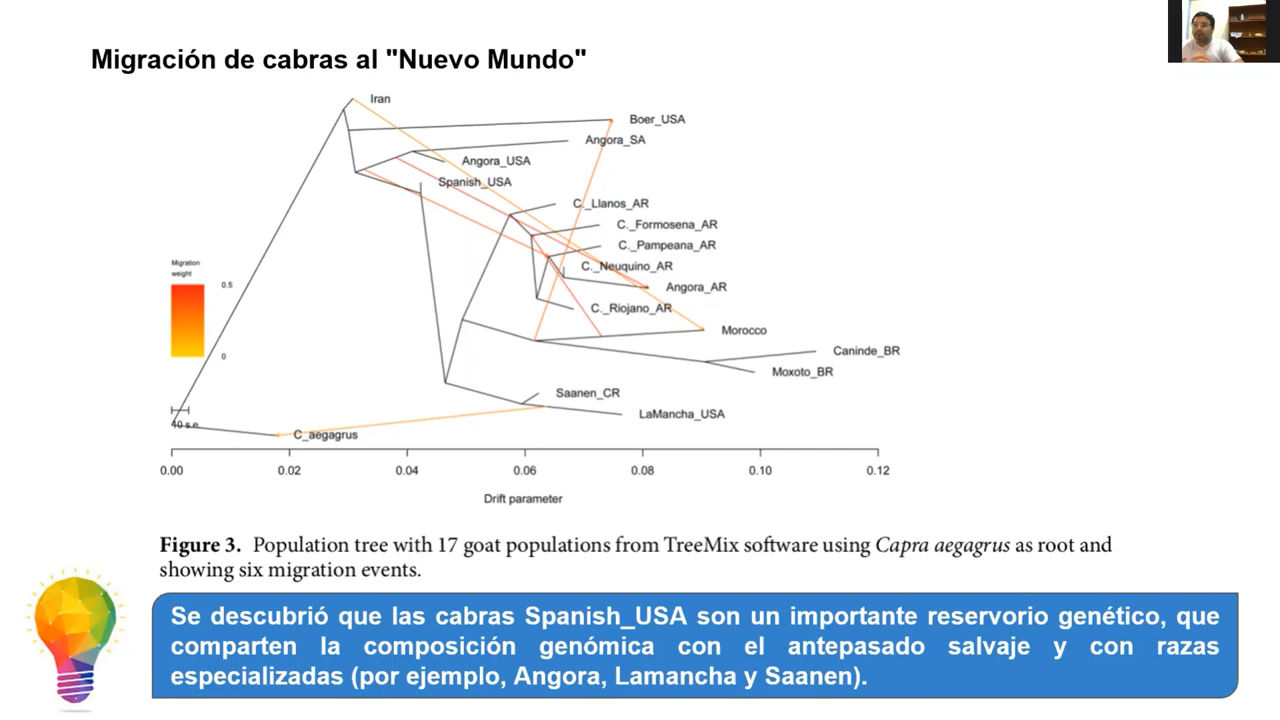 Migración de cabras al "Nuevo Mundo"
Iran
Boer_USA
Angora_SA
Angora_USA
Spanish_USA
C._Llanos_AR
C._Formosena_AR
C._Pampeana_AR
C._Neuquino_AR
Angora_AR
C._Riojano_AR
Morocco
Caninde_BR
Moxoto_BR
Saanen_CR
LaMancha_USA
C_aegagrus
Migration
weight
0.5
0
10 s.e.
0.00 0.02 0.04 0.06 0.08 0.10 0.12
Drift parameter
Figure 3. Population tree with 17 goat populations from TreeMix software using Capra aegagrus as root and
showing six migration events.
Se descubrió que las cabras Spanish_USA son un importante reservorio genético, que
comparten la composición genómica con el antepasado salvaje y con razas
especializadas (por ejemplo, Angora, Lamancha y Saanen).